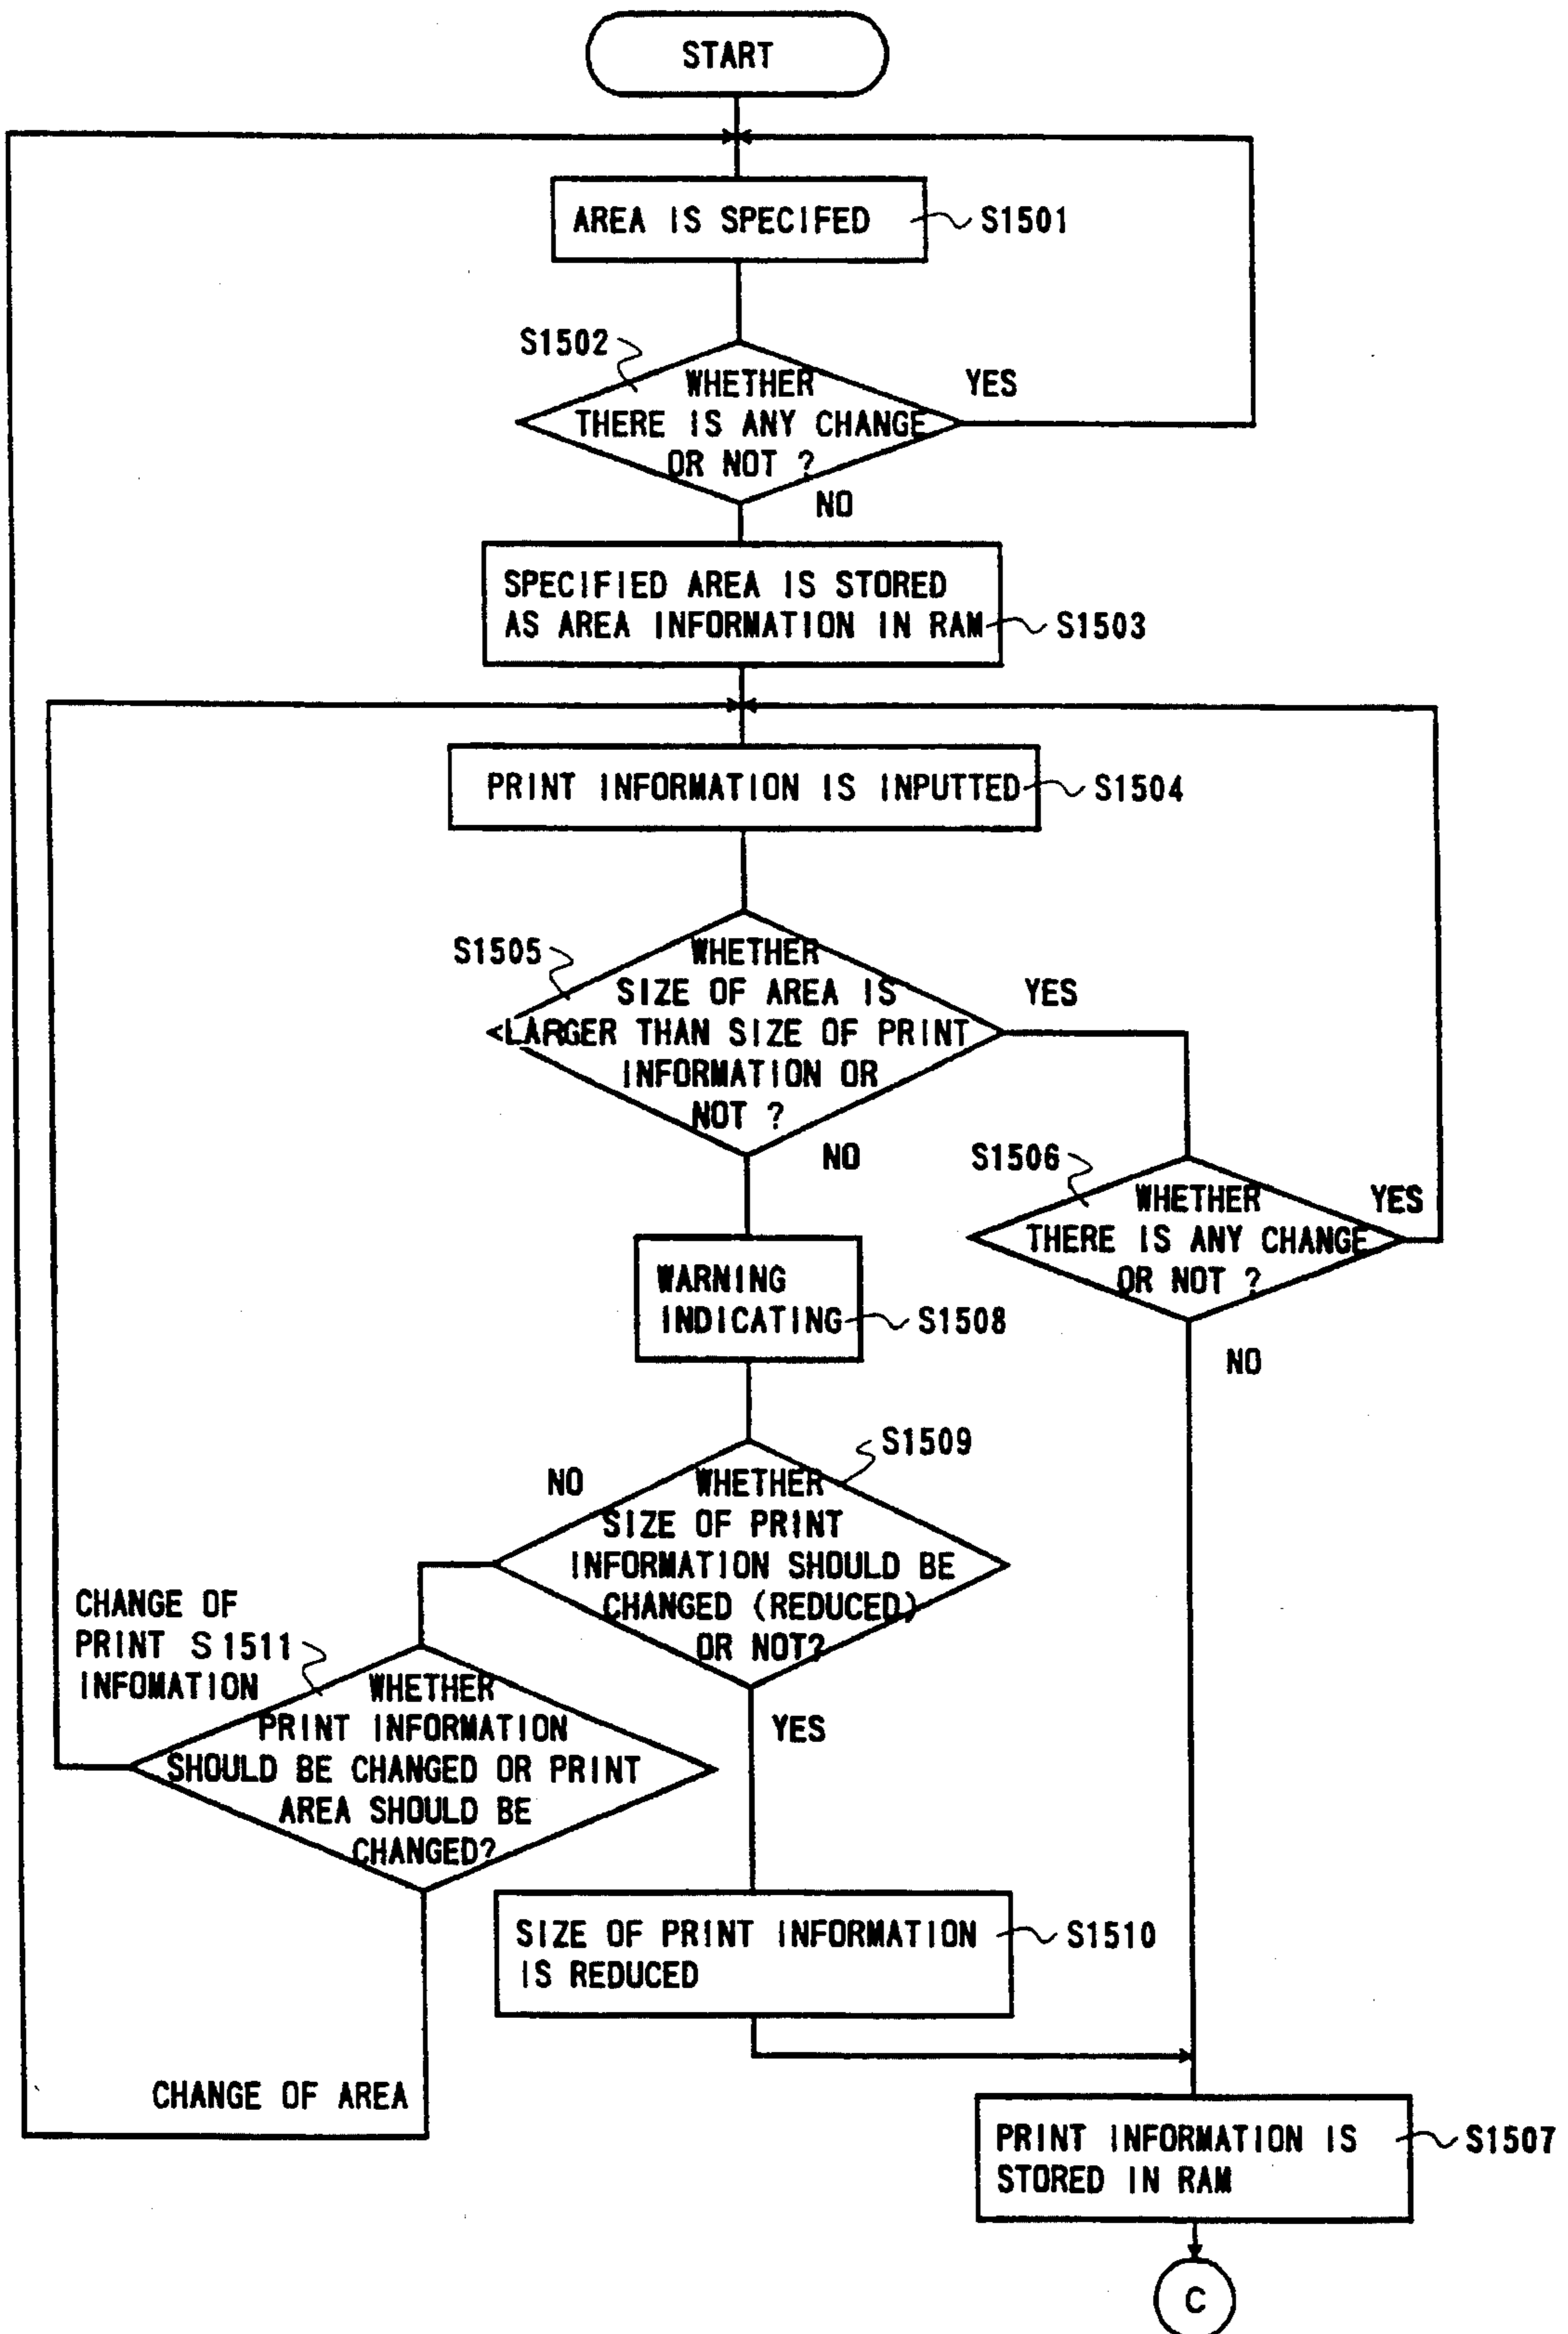 START
AREA IS SPECIFED
S1501
S1502
WHETHER
THERE IS ANY CHANGE
OR NOT ?
YES
NO
SPECIFIED AREA IS STORED
AS AREA INFORMATION IN RAM
S1503
PRINT INFORMATION IS INPUTTED
S1504
S1505
WHETHER
SIZE OF AREA IS
LARGER THAN SIZE OF PRINT
INFORMATION OR
NOT ?
YES
NO
S1506
WHETHER
THERE IS ANY CHANGE
OR NOT ?
YES
NO
WARNING
INDICATING
S1508
S1509
NO
WHETHER
SIZE OF PRINT
INFORMATION SHOULD BE
CHANGED (REDUCED)
OR NOT?
YES
CHANGE OF
PRINT
INFOMATION
S1511
WHETHER
PRINT INFORMATION
SHOULD BE CHANGED OR PRINT
AREA SHOULD BE
CHANGED?
SIZE OF PRINT INFORMATION
IS REDUCED
S1510
CHANGE OF AREA
PRINT INFORMATION IS
STORED IN RAM
S1507
C